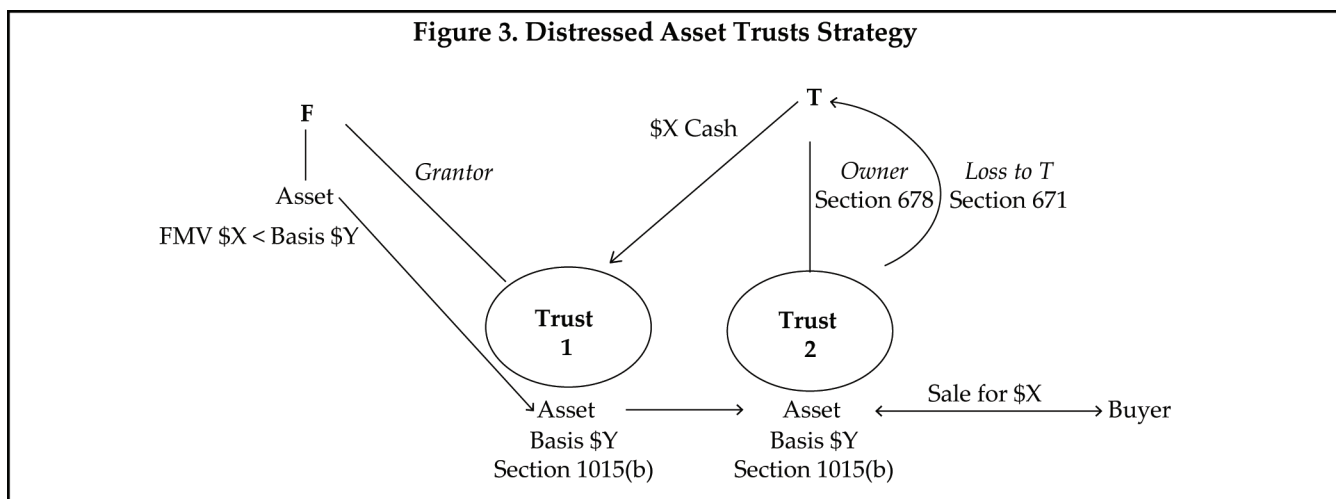 Figure 3. Distressed Asset Trusts Strategy
F
T
$X Cash
Grantor
Owner
Section 678
Loss to T
Section 671
Asset
FMV $X < Basis $Y
Trust
1
Trust
2
Asset
Basis $Y
Section 1015(b)
Asset
Basis $Y
Section 1015(b)
Sale for $X
Buyer